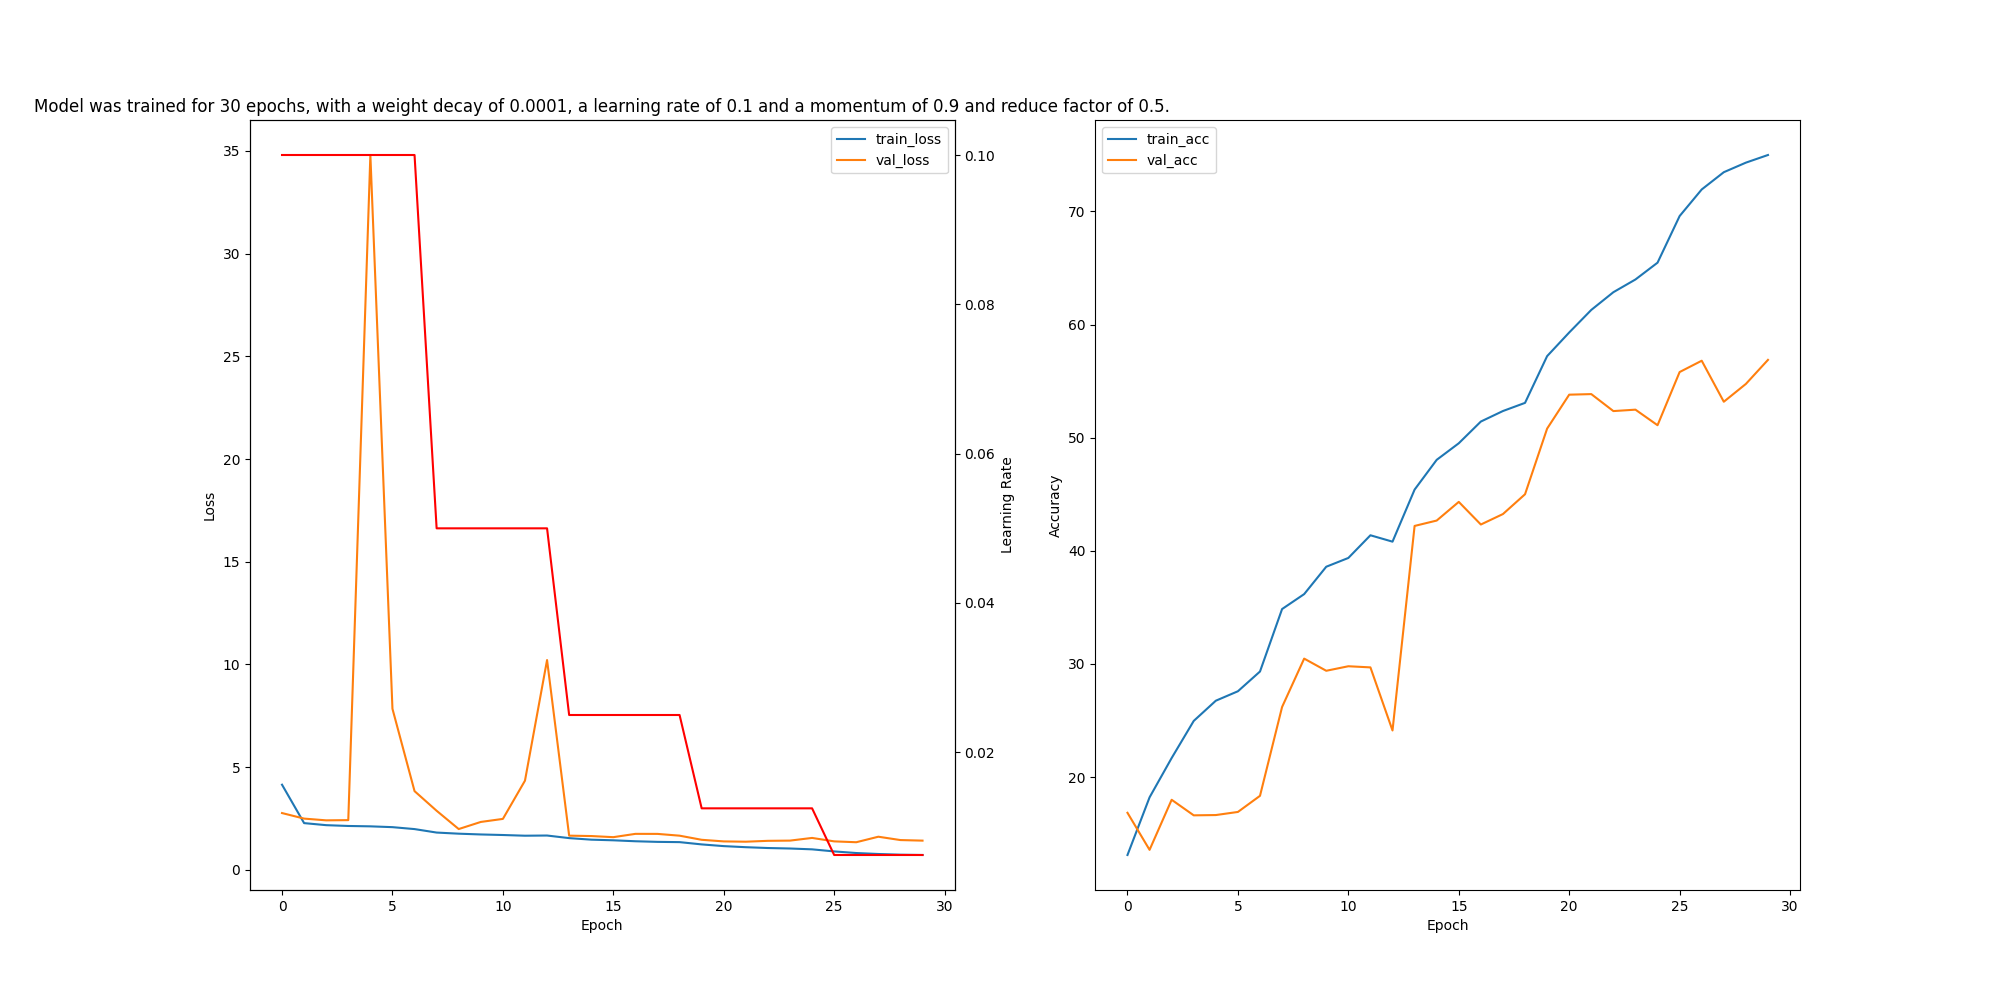 Model was trained for 30 epochs, with a weight decay of 0.0001, a learning rate of 0.1 and a momentum of 0.9 and reduce factor of 0.5.
train_loss
val_loss
35
30
25
20
15
10
5
0
Loss
0.10
0.08
0.06
0.04
0.02
Learning Rate
0 5 10 15 20 25 30
Epoch
train_acc
val_acc
70
60
50
40
30
20
Accuracy
0 5 10 15 20 25 30
Epoch